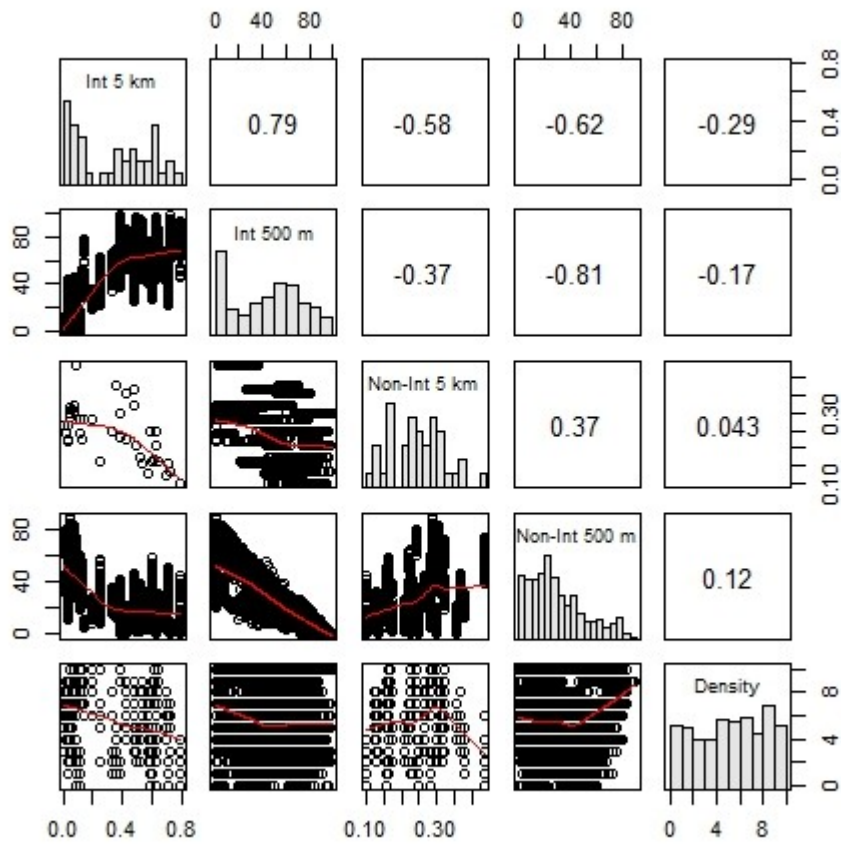 0 40 80 0 40 80
Int 5 km 0.79 -0.58 -0.62 -0.29 0.0 0.4 0.8
0 40 80 Int 500 m -0.37 -0.81 -0.17
Non-Int 5 km 0.37 0.043 0.10 0.30
0 40 80 Non-Int 500 m 0.12
Density 0 4 8
0.0 0.4 0.8 0.10 0.30 0 4 8